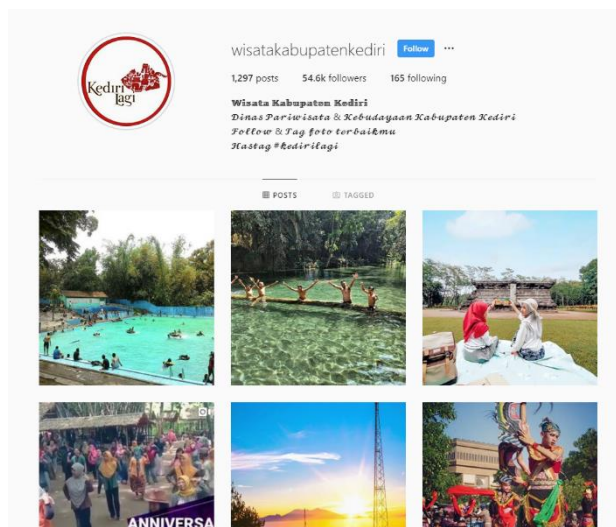 Kediri
Lagi
wisatakabupatenkediri Follow
1,297 posts 54.6k followers 165 following
Wisata Kabupaten Kediri
Dinas Pariwisata & Kebudayaan Kabupaten Kediri
Follow & Tag foto terbaikmu
Hastag #kedirilagi
POSTS TAGGED
ANNIVERSA